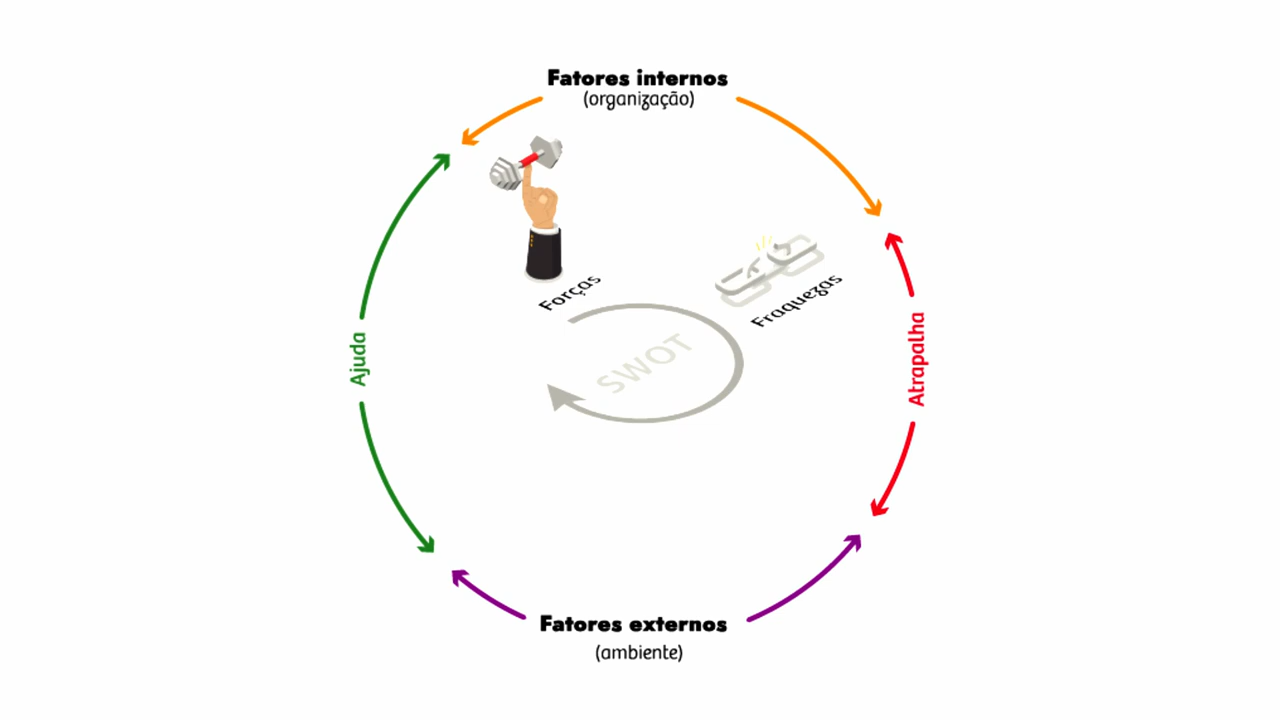 Fatores internos
(organização)
Forças
Fraquezas
SWOT
Ajuda
Atrapalha
Fatores externos
(ambiente)